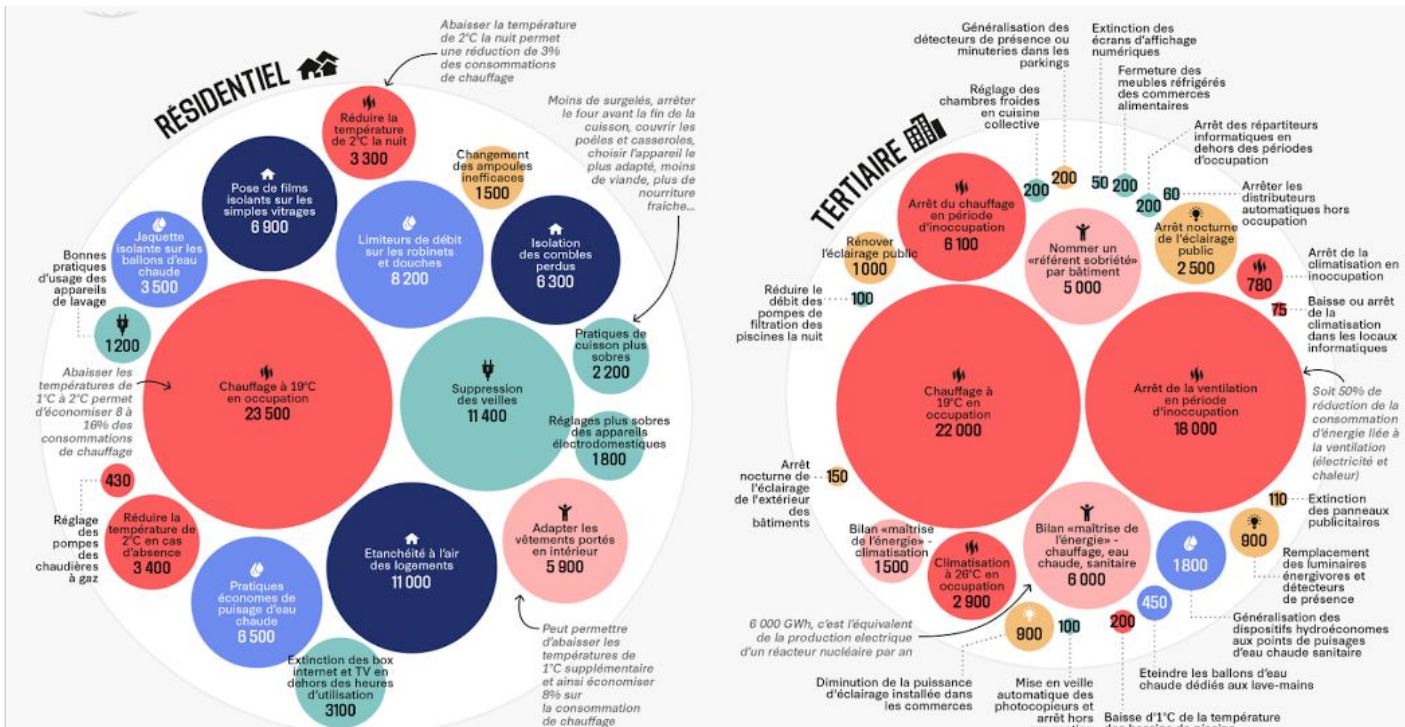 RÉSIDENTIEL
Abaisser la température
de 2°C la nuit permet
une réduction de 3%
des consommations
de chauffage
Réduire la
température
de 2°C la nuit
3 300
Moins de surgelés, arrêter
le four avant la fin de la
cuisson, couvrir les
poêles et casseroles,
choisir l'appareil le
plus adapté, moins
de viande, plus de
nourriture
fraîche...
Changement
des ampoules
inefficaces
1 500
Pose de films
isolants sur les
simples vitrages
6 900
Limiteurs de débit
sur les robinets
et douches
8 200
Isolation
des combles
perdus
6 300
Jaquette
isolante sur les
ballons d'eau
chaude
3 500
Bonnes
pratiques
d'usage des
appareils
de lavage
1 200
Pratiques de
cuisson plus
sobres
2 200
Abaisser les
températures de
1°C à 2°C permet
d'économiser 8 à
16% des
consommations
de chauffage
Chauffage à 19°C
en occupation
23 500
Suppression
des veilles
11 400
Réglages plus sobres
des appareils
électrodomestiques
1 800
430
Réglage
des
pompes
des
chaudières
à gaz
Réduire la
température de
2°C en cas
d'absence
3 400
Etanchéité à l'air
des logements
11 000
Adapter les
vêtements portés
en intérieur
5 900
Pratiques
économes de
puisage d'eau
chaude
6 500
Extinction des box
internet et TV en
dehors des heures
d'utilisation
3100
Peut permettre
d'abaisser les
températures de
1°C supplémentaire
et ainsi économiser
8% sur
la consommation
de chauffage
TERTIAIRE
Généralisation des
détecteurs de présence ou
minuteries dans les
parkings
200
Extinction des
écrans d'affichage
numériques
50
Fermeture des
meubles réfrigérés
des commerces
alimentaires
200
Réglage des
chambres froides
en cuisine
collective
200
Arrêt des répartiteurs
informatiques en
dehors des périodes
d'occupation
200
60
Arrêter les
distributeurs
automatiques hors
occupation
Arrêt du chauffage
en période
d'inoccupation
6 100
Nommer un
«référent sobriété»
par bâtiment
5 000
Arrêt nocturne
de l'éclairage
public
2 500
Rénover
l'éclairage public
1 000
Arrêt de la
climatisation en
inoccupation
780
Réduire le
débit des
pompes de
filtration des
piscines la nuit
100
75
Baisse ou arrêt
de la
climatisation
dans les locaux
informatiques
Chauffage à
19°C en
occupation
22 000
Arrêt de la ventilation
en période
d'inoccupation
18 000
Soit 50% de
réduction de la
consommation
d'énergie liée à
la ventilation
(électricité et
chaleur)
Arrêt
nocturne de
l'éclairage
de l'extérieur
des
bâtiments
150
110
Extinction
des panneaux
publicitaires
Bilan «maîtrise
de l'énergie» -
climatisation
1 500
Climatisation
à 26°C en
occupation
2 900
Bilan «maîtrise de
l'énergie» -
chauffage, eau
chaude, sanitaire
6 000
1 800
900
Remplacement
des luminaires
énergivores et
détecteurs
de présence
450
200
100
900
6 000 GWh, c'est l'équivalent
de la production electrique
d'un réacteur nucléaire par an
Généralisation des
dispositifs hydroéconomes
aux points de puisages
d'eau chaude sanitaire
Eteindre les ballons d'eau
chaude dédiés aux lave-mains
Diminution de la puissance
d'éclairage installée dans
les commerces
Mise en veille
automatique des
photocopieurs et
arrêt hors
Baisse d'1°C de la température